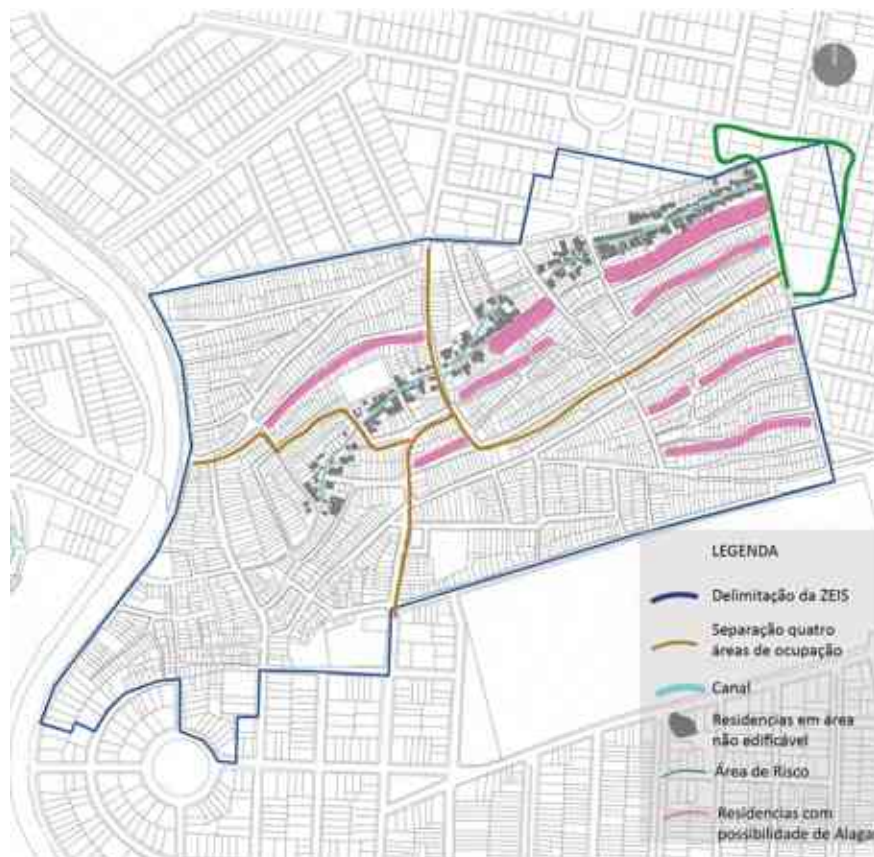 LEGENDA
Delimitação da ZEIS
Separação quatro
áreas de ocupação
Canal
Residencias em área
não edificável
Área de Risco
Residencias com
possibilidade de Alaga